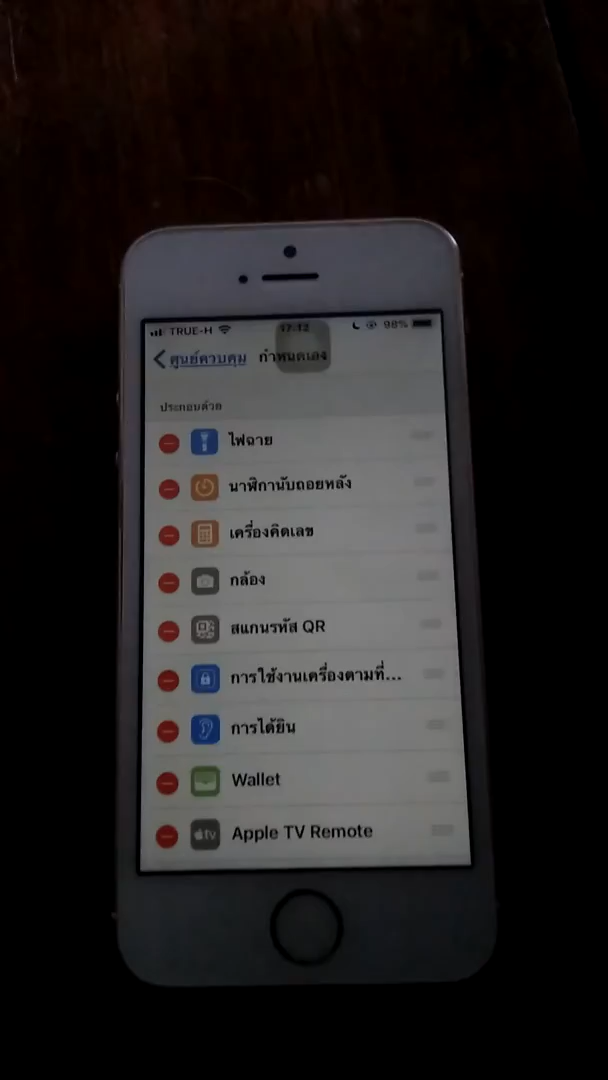 TRUE-H 17:12 98%
ศูนย์ควบคุม กำหนดเอง
ประกอบด้วย
ไฟฉาย
นาฬิกานับถอยหลัง
เครื่องคิดเลข
กล้อง
สแกนรหัส QR
การใช้งานเครื่องตามที่...
การได้ยิน
Wallet
tv Apple TV Remote